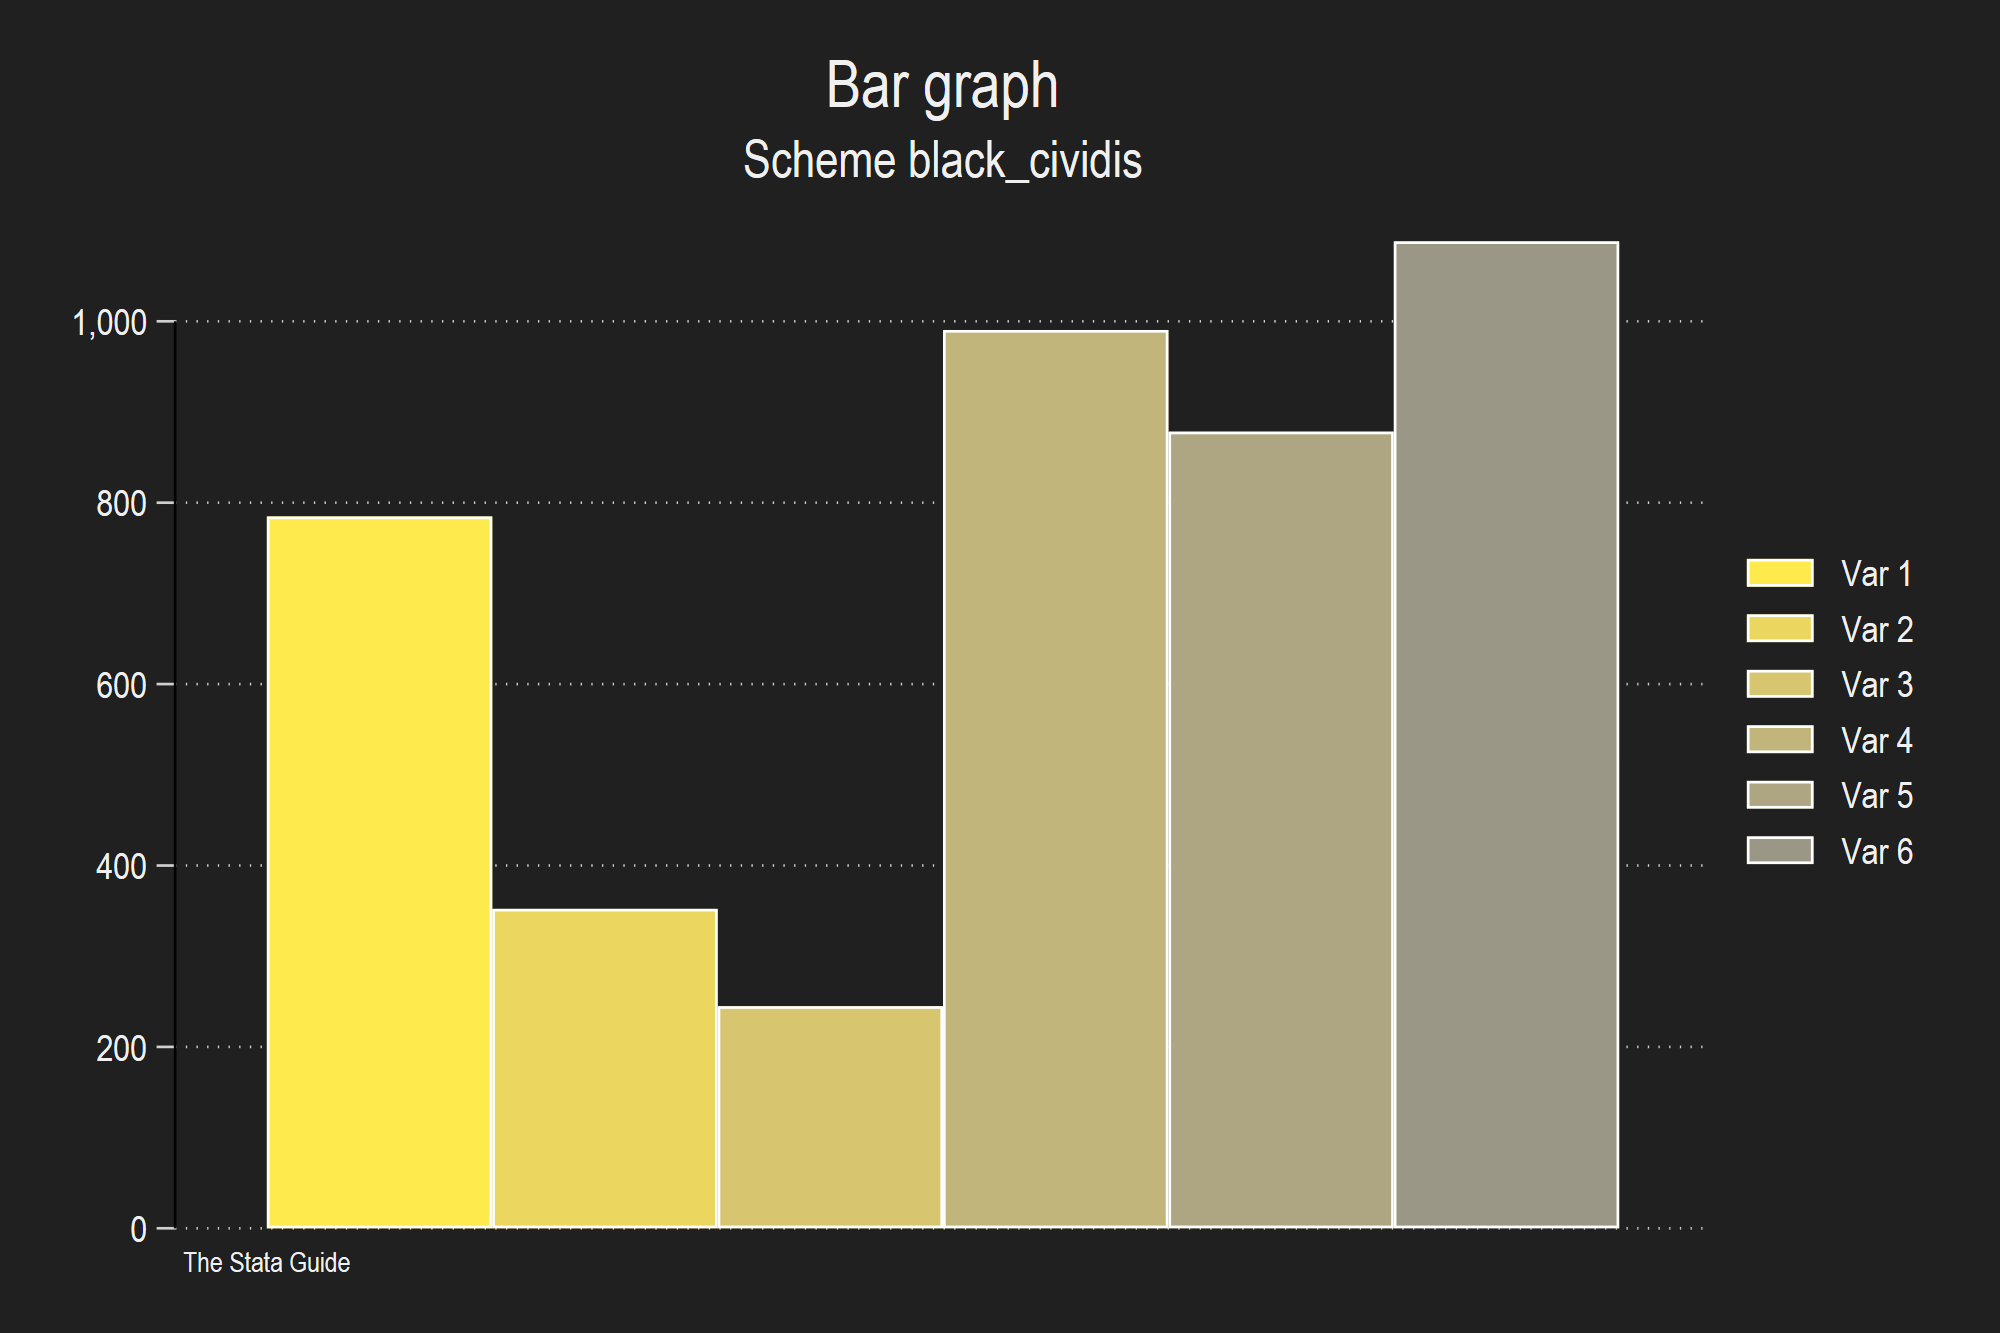 Bar graph
Scheme black_cividis
1,000
800
600
400
200
0
Var 1
Var 2
Var 3
Var 4
Var 5
Var 6
The Stata Guide